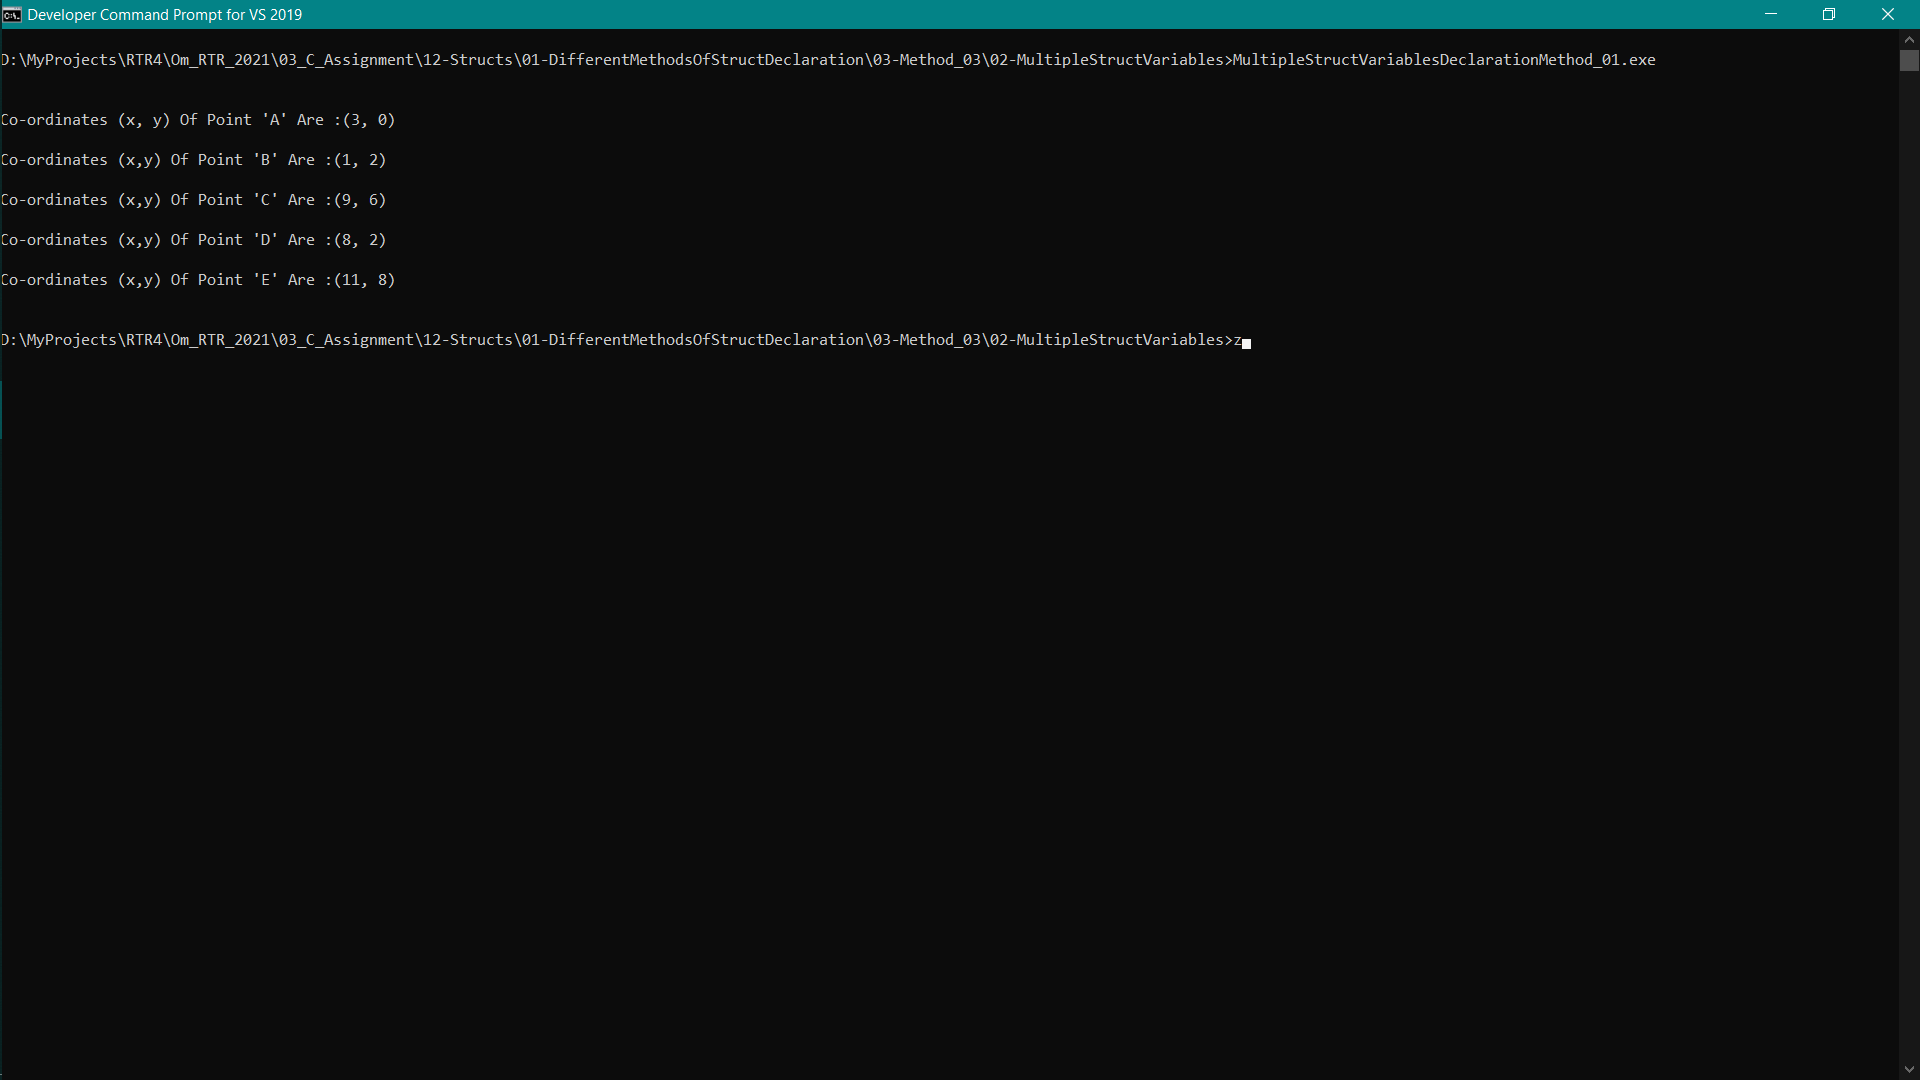 Developer Command Prompt for VS 2019
D:\MyProjects\RTR4\Om_RTR_2021\03_C_Assignment\12-Structs\01-DifferentMethodsOfStructDeclaration\03-Method_03\02-MultipleStructVariables>MultipleStructVariablesDeclarationMethod_01.exe
Co-ordinates (x, y) Of Point 'A' Are :(3, 0)
Co-ordinates (x,y) Of Point 'B' Are :(1, 2)
Co-ordinates (x,y) Of Point 'C' Are :(9, 6)
Co-ordinates (x,y) Of Point 'D' Are :(8, 2)
Co-ordinates (x,y) Of Point 'E' Are :(11, 8)
D:\MyProjects\RTR4\Om_RTR_2021\03_C_Assignment\12-Structs\01-DifferentMethodsOfStructDeclaration\03-Method_03\02-MultipleStructVariables>z